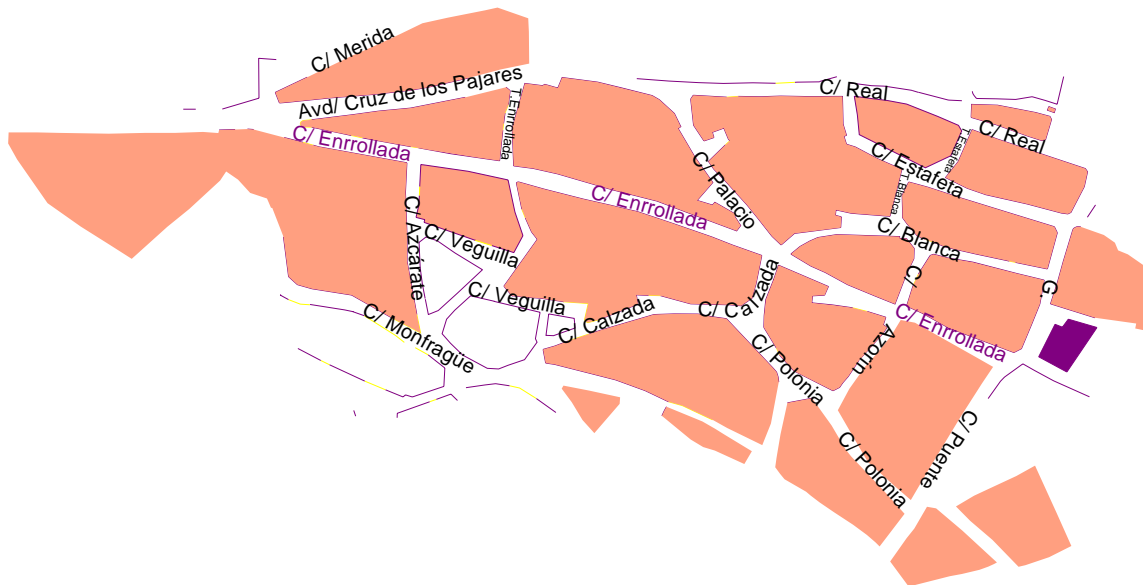 C/ Merida
Avd/ Cruz de los Pajares
C/ Real
T.Enrrollada
C/ Enrrollada
C/ Real
T.Estafeta
C/ Estafeta
C/ Palacio
T.Blanca
C/ Enrrollada
C/ Azcárate
C/ Veguilla
C/ Blanca
C/ Calzada
C/
G.
C/ Veguilla
C/ Calzada
C/ Monfragüe
C/ Enrrollada
Azorín
C/ Polonia
C/ Puente
C/ Polonia